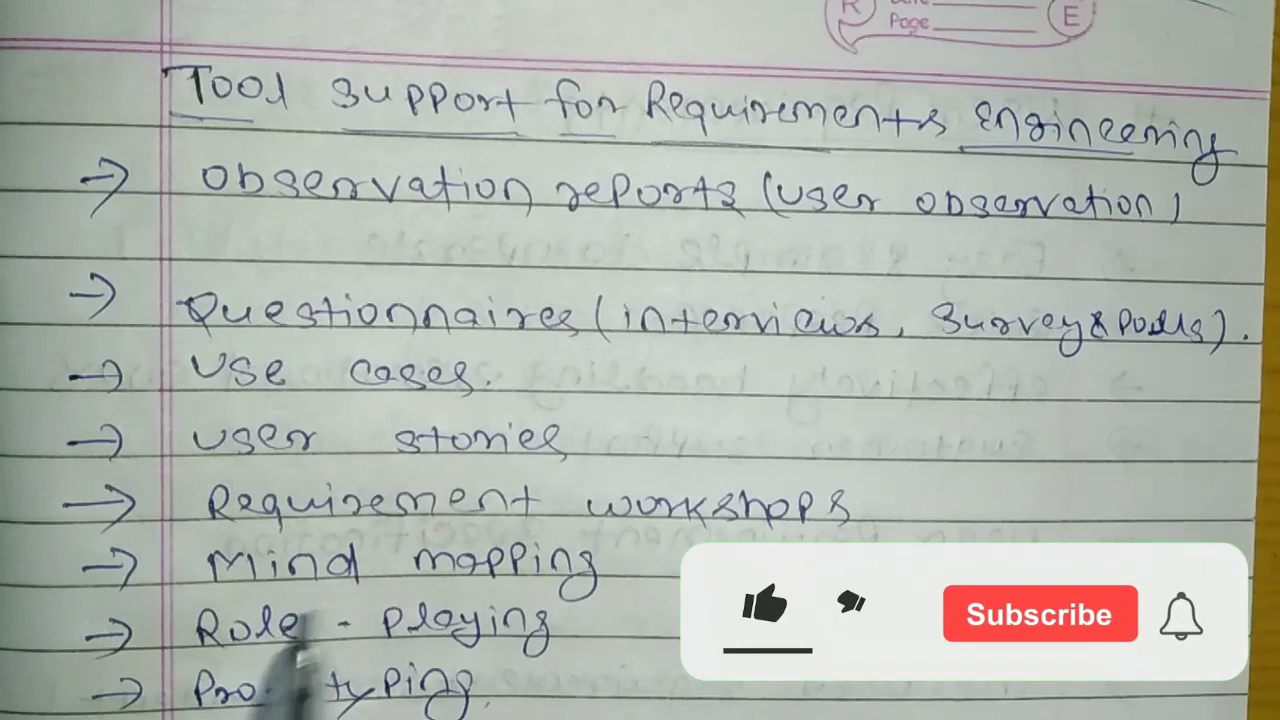 R E
Page
Tool support for Requirements Engineering
→ Observation reports (user observation)
→ Questionnaires (interviews, Survey & Polls).
→ Use cases.
→ User stories
→ Requirement workshops
→ Mind mapping
→ Role - Playing
→ Prototyping.
Subscribe